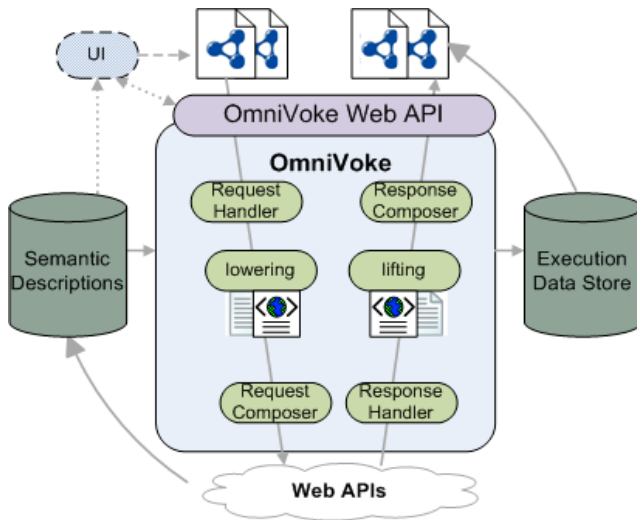 UI
OmniVoke Web API
OmniVoke
Request
Handler
Response
Composer
Semantic
Descriptions
lowering
lifting
Execution
Data Store
Request
Composer
Response
Handler
Web APIs